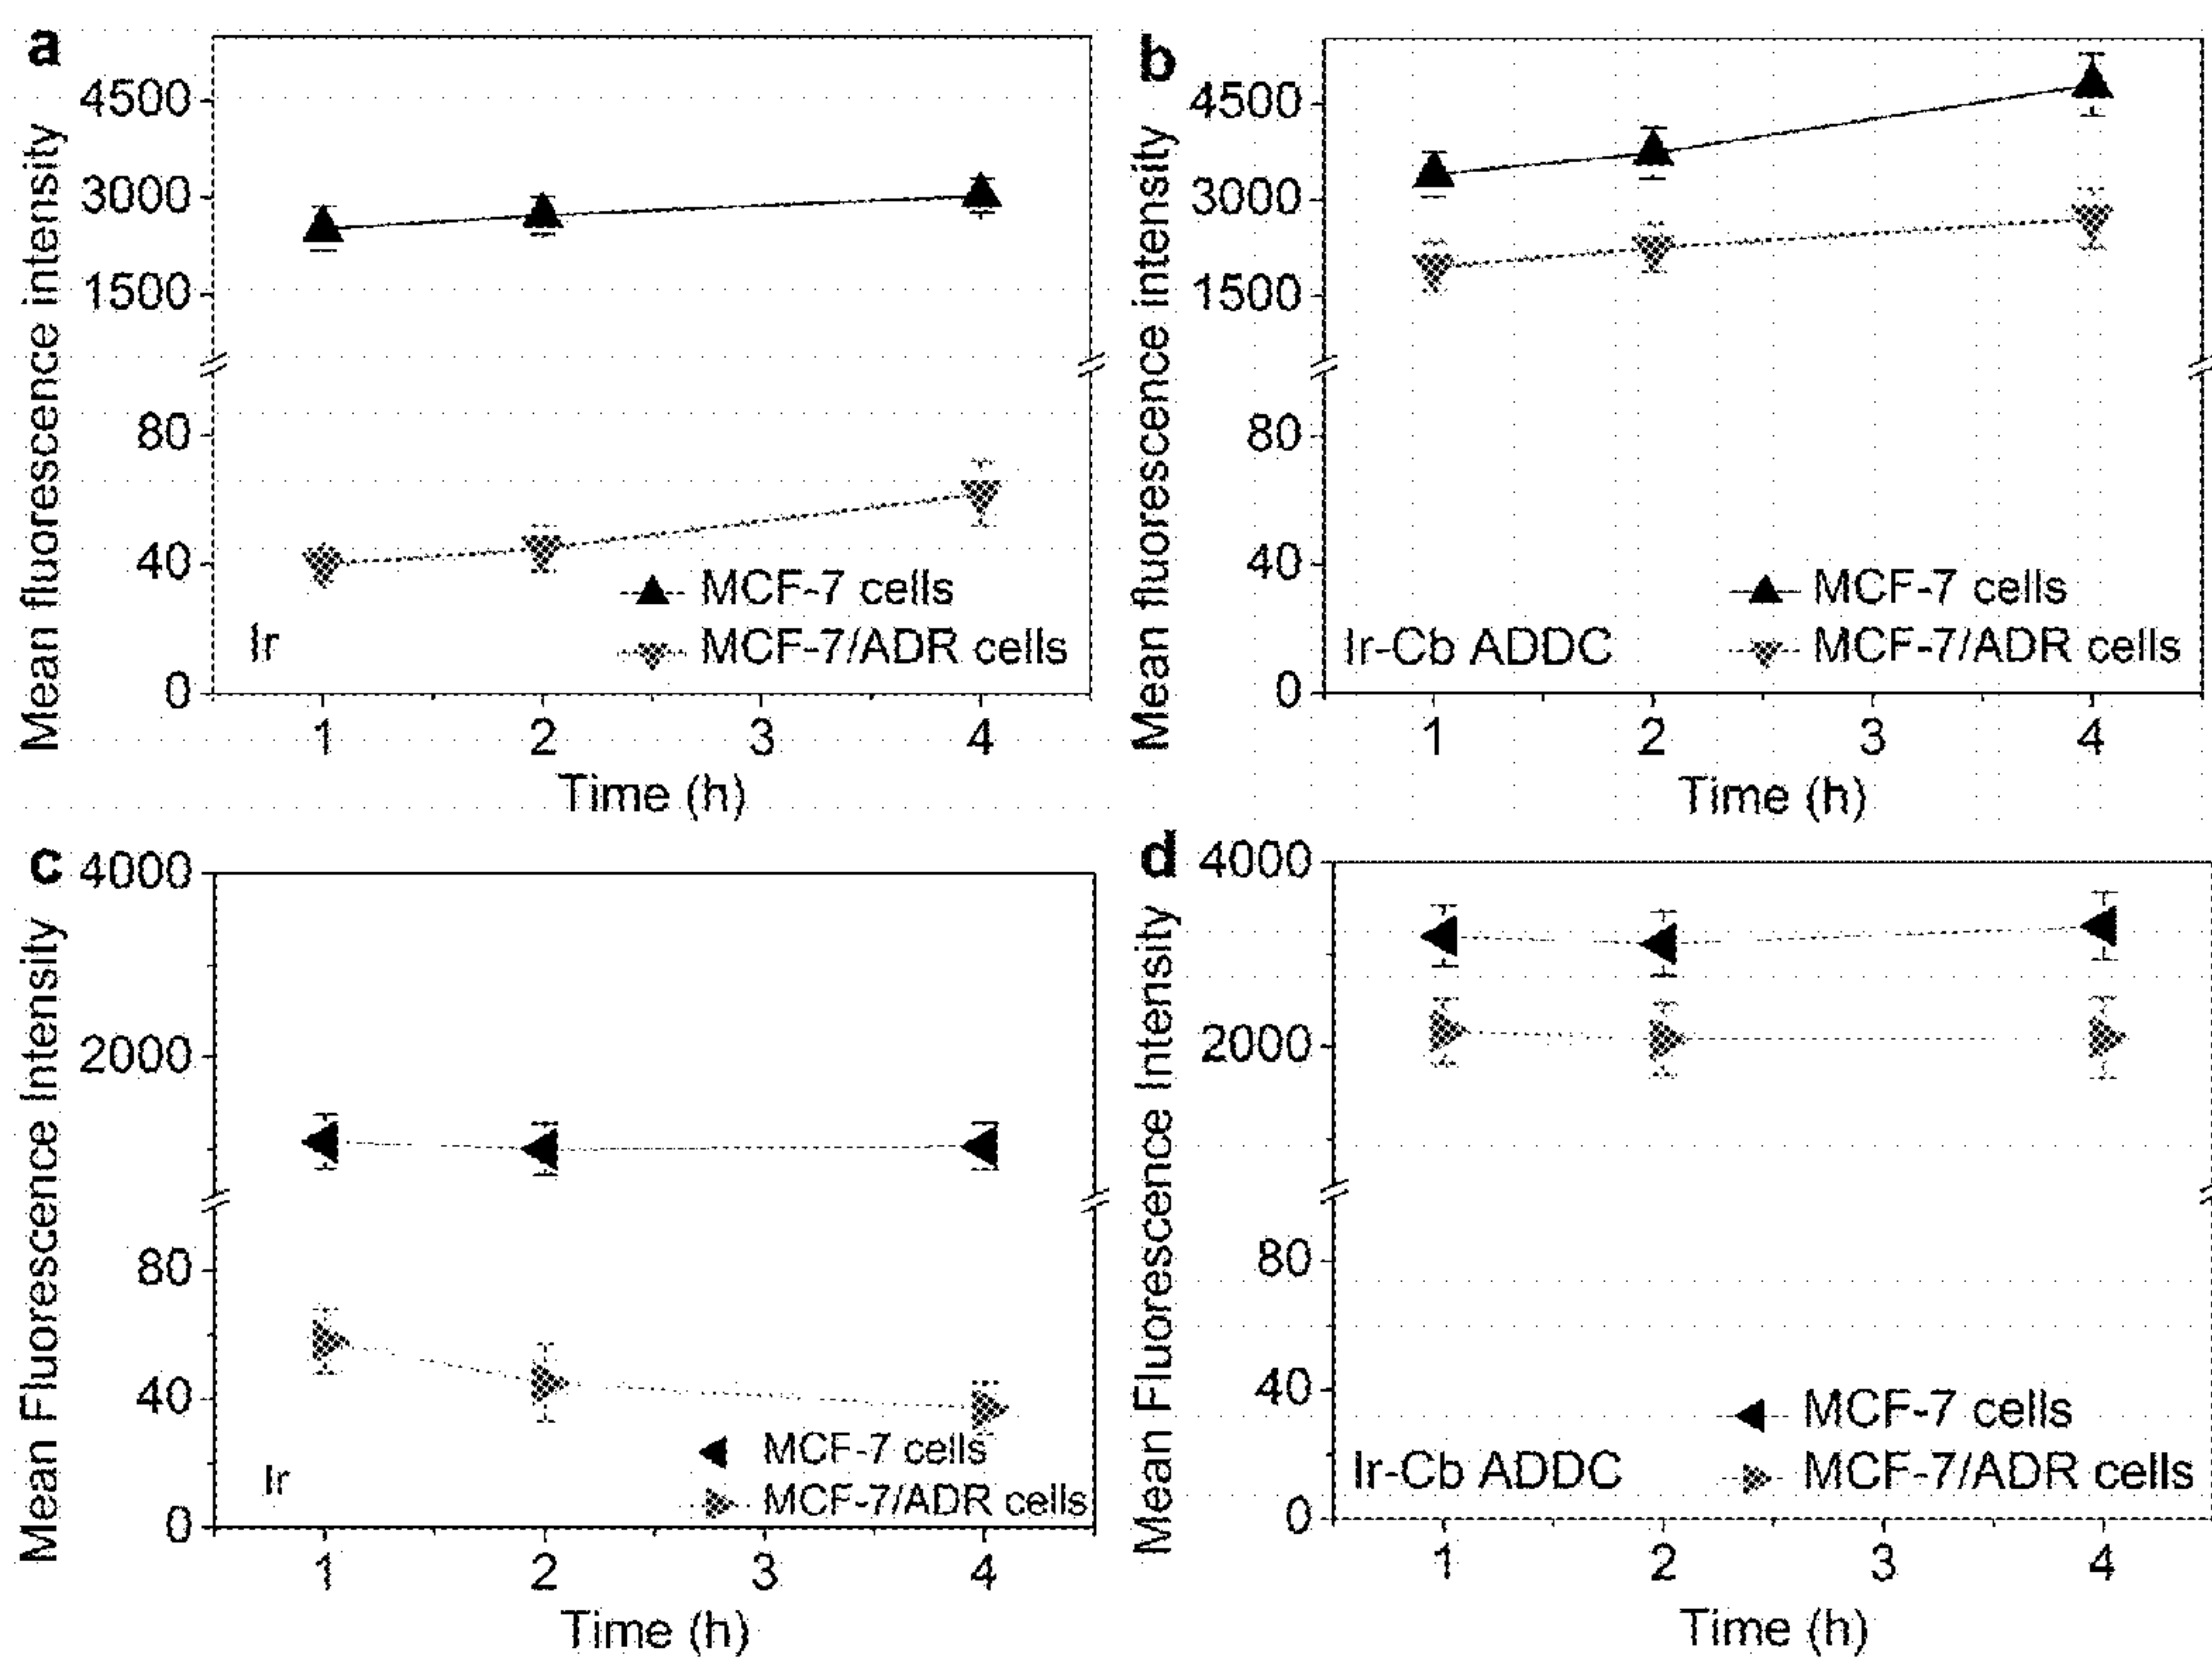 a
Mean fluorescence intensity
4500
3000
1500
80
40
0
MCF-7 cells
MCF-7/ADR cells
Ir
1 2 3 4
Time (h)
b
Mean fluorescence intensity
4500
3000
1500
80
40
0
MCF-7 cells
MCF-7/ADR cells
Ir-Cb ADDC
1 2 3 4
Time (h)
c
Mean Fluorescence Intensity
4000
2000
80
40
0
MCF-7 cells
MCF-7/ADR cells
Ir
1 2 3 4
Time (h)
d
Mean Fluorescence Intensity
4000
2000
80
40
0
MCF-7 cells
MCF-7/ADR cells
Ir-Cb ADDC
1 2 3 4
Time (h)